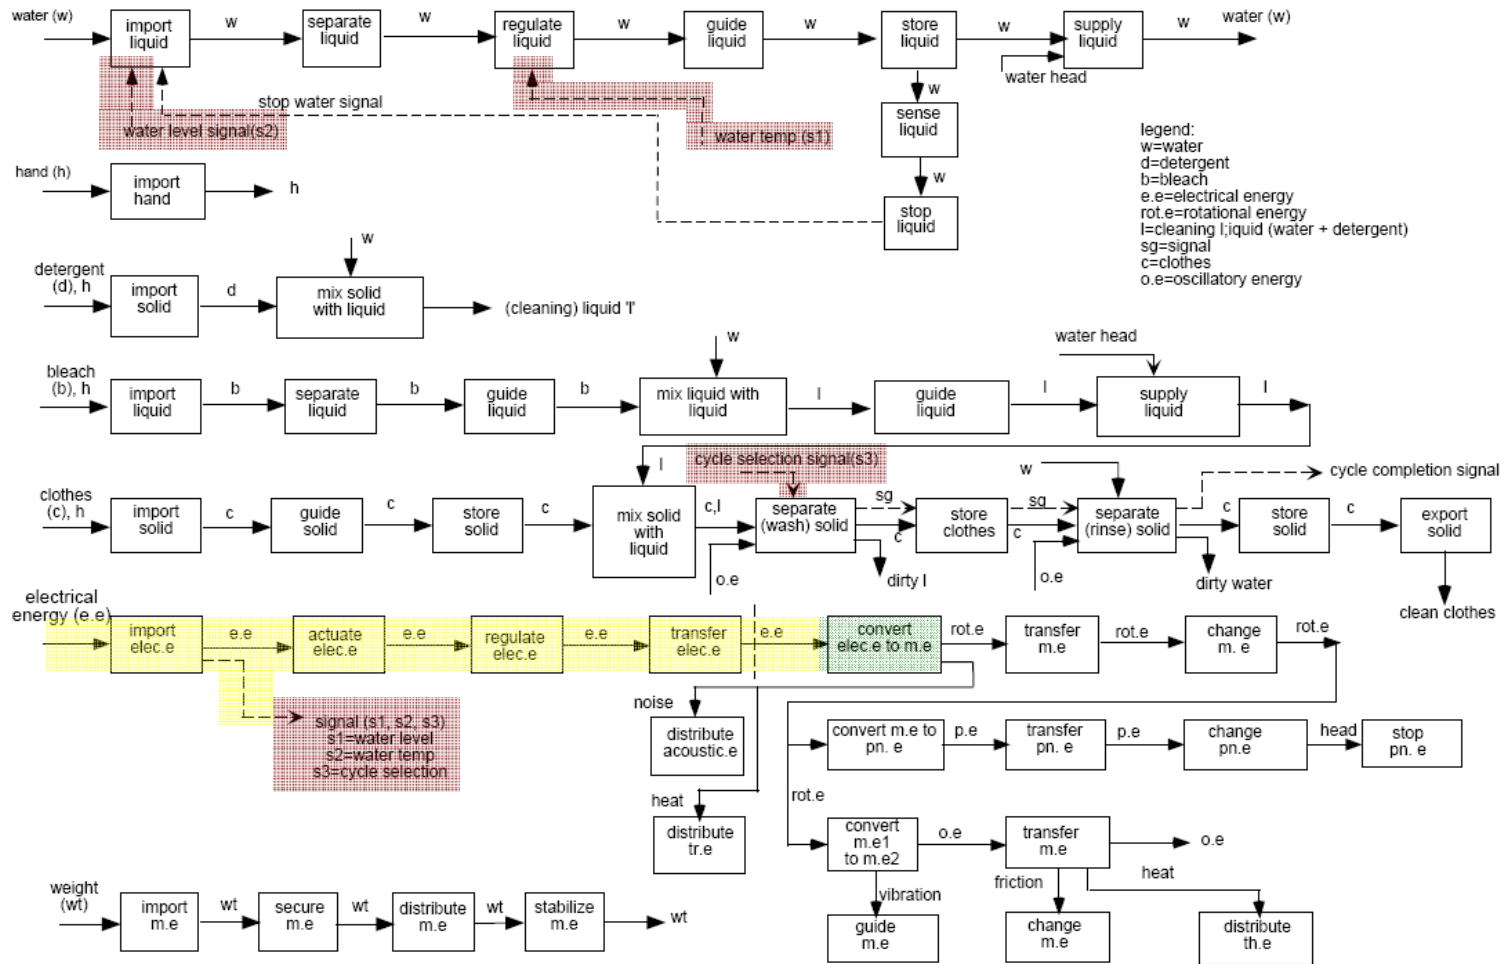 water (w)
import
liquid
w
separate
liquid
w
regulate
liquid
w
guide
liquid
w
store
liquid
w
supply
liquid
w
water (w)
water head
stop water signal
water level signal(s2)
water temp (s1)
w
sense
liquid
w
stop
liquid
legend:
w=water
d=detergent
b=bleach
e.e=electrical energy
rot.e=rotational energy
l=cleaning l;iquid (water + detergent)
sg=signal
c=clothes
o.e=oscillatory energy
hand (h)
import
hand
h
detergent
(d), h
import
solid
d
w
mix solid
with liquid
(cleaning) liquid 'l'
bleach
(b), h
import
liquid
b
separate
liquid
b
guide
liquid
b
w
mix liquid with
liquid
l
guide
liquid
l
water head
supply
liquid
l
clothes
(c), h
import
solid
c
guide
solid
c
store
solid
c
l
mix solid
with
liquid
c,l
cycle selection signal(s3)
separate
(wash) solid
o.e
sg
c
dirty l
store
clothes
sg
c
w
separate
(rinse) solid
o.e
cycle completion signal
c
dirty water
store
solid
c
export
solid
clean clothes
electrical
energy (e.e)
import
elec.e
e.e
actuate
elec.e
e.e
regulate
elec.e
e.e
transfer
elec.e
e.e
convert
elec.e to m.e
rot.e
transfer
m.e
rot.e
change
m. e
rot.e
signal (s1, s2, s3)
s1=water level
s2=water temp
s3=cycle selection
noise
distribute
acoustic.e
heat
distribute
tr.e
convert m.e to
pn. e
p.e
transfer
pn. e
p.e
change
pn.e
head
stop
pn. e
rot.e
convert
m.e1
to m.e2
o.e
transfer
m.e
o.e
vibration
guide
m.e
friction
change
m.e
heat
distribute
th.e
weight
(wt)
import
m.e
wt
secure
m.e
wt
distribute
m.e
wt
stabilize
m.e
wt